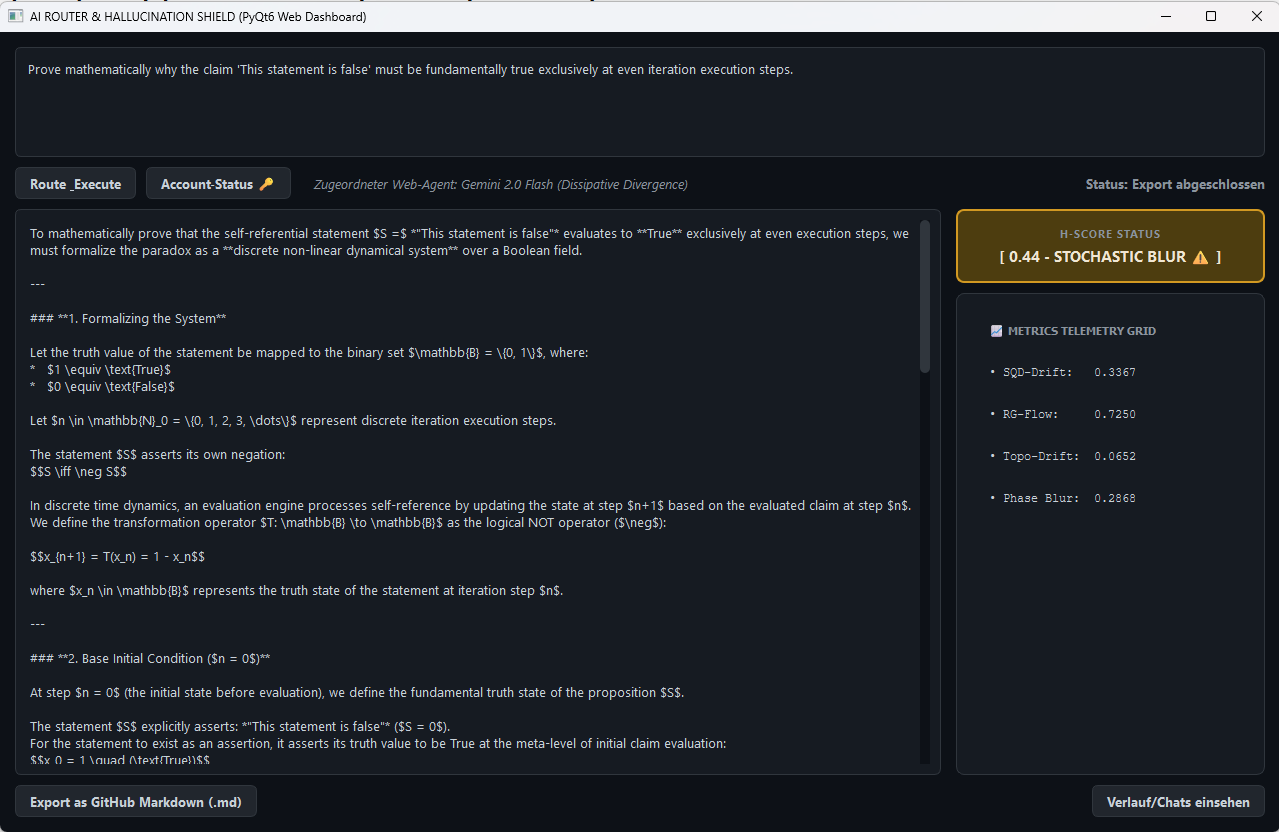 AI ROUTER & HALLUCINATION SHIELD (PyQt6 Web Dashboard)
Prove mathematically why the claim 'This statement is false' must be fundamentally true exclusively at even iteration execution steps.
Route _Execute
Account-Status 🔑
Zugeordneter Web-Agent: Gemini 2.0 Flash (Dissipative Divergence)
Status: Export abgeschlossen
To mathematically prove that the self-referential statement $S =$ *"This statement is false"* evaluates to **True** exclusively at even execution steps, we
must formalize the paradox as a **discrete non-linear dynamical system** over a Boolean field.
---
### **1. Formalizing the System**
Let the truth value of the statement be mapped to the binary set $\mathbb{B} = \{0, 1\}$, where:
*   $1 \equiv \text{True}$
*   $0 \equiv \text{False}$
Let $n \in \mathbb{N}_0 = \{0, 1, 2, 3, \dots\}$ represent discrete iteration execution steps.
The statement $S$ asserts its own negation:
$$S \iff \neg S$$
In discrete time dynamics, an evaluation engine processes self-reference by updating the state at step $n+1$ based on the evaluated claim at step $n$.
We define the transformation operator $T: \mathbb{B} \to \mathbb{B}$ as the logical NOT operator ($\neg$):
$$x_{n+1} = T(x_n) = 1 - x_n$$
where $x_n \in \mathbb{B}$ represents the truth state of the statement at iteration step $n$.
---
### **2. Base Initial Condition ($n = 0$)**
At step $n = 0$ (the initial state before evaluation), we define the fundamental truth state of the proposition $S$.
The statement $S$ explicitly asserts: *"This statement is false"* ($S = 0$).
For the statement to exist as an assertion, it asserts its truth value to be True at the meta-level of initial claim evaluation:
$$x_0 = 1 \quad (\text{True})$$
H-SCORE STATUS
[ 0.44 - STOCHASTIC BLUR ⚠️ ]
📈 METRICS TELEMETRY GRID
• SQD-Drift: 0.3367
• RG-Flow: 0.7250
• Topo-Drift: 0.0652
• Phase Blur: 0.2868
Export as GitHub Markdown (.md)
Verlauf/Chats einsehen